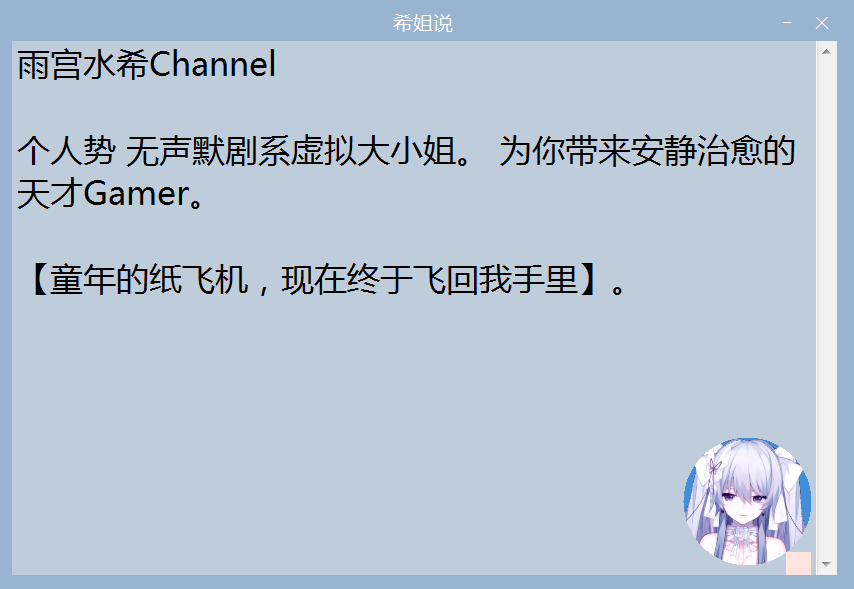 希姐说
雨宫水希Channel
个人势 无声默剧系虚拟大小姐。 为你带来安静治愈的
天才Gamer。
【童年的纸飞机，现在终于飞回我手里】。